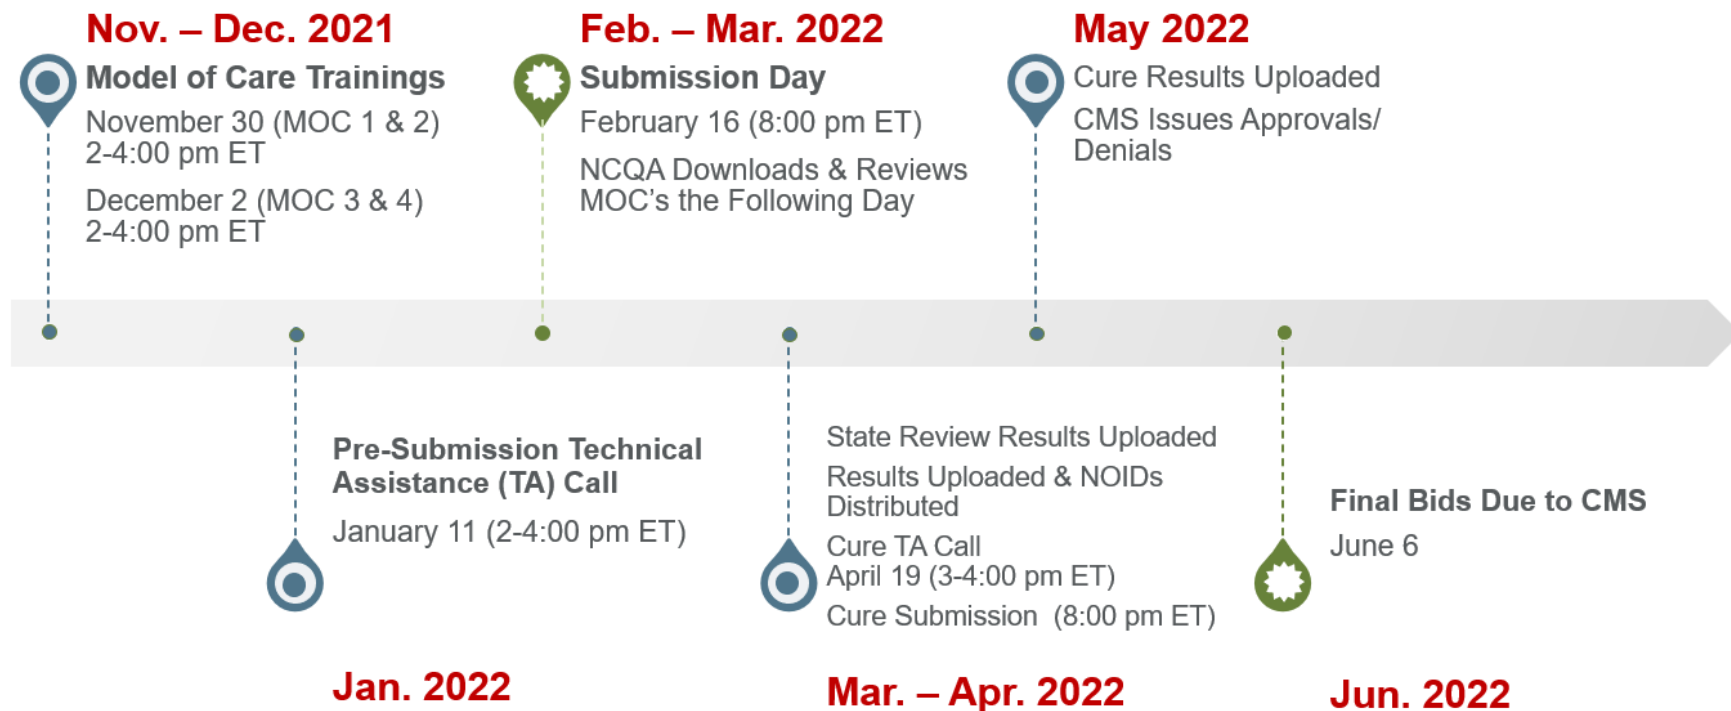 Nov. – Dec. 2021
Model of Care Trainings
November 30 (MOC 1 & 2)
2-4:00 pm ET
December 2 (MOC 3 & 4)
2-4:00 pm ET
Feb. – Mar. 2022
Submission Day
February 16 (8:00 pm ET)
NCQA Downloads & Reviews
MOC’s the Following Day
May 2022
Cure Results Uploaded
CMS Issues Approvals/
Denials
Pre-Submission Technical
Assistance (TA) Call
January 11 (2-4:00 pm ET)
Jan. 2022
State Review Results Uploaded
Results Uploaded & NOIDs
Distributed
Cure TA Call
April 19 (3-4:00 pm ET)
Cure Submission  (8:00 pm ET)
Mar. – Apr. 2022
Final Bids Due to CMS
June 6
Jun. 2022